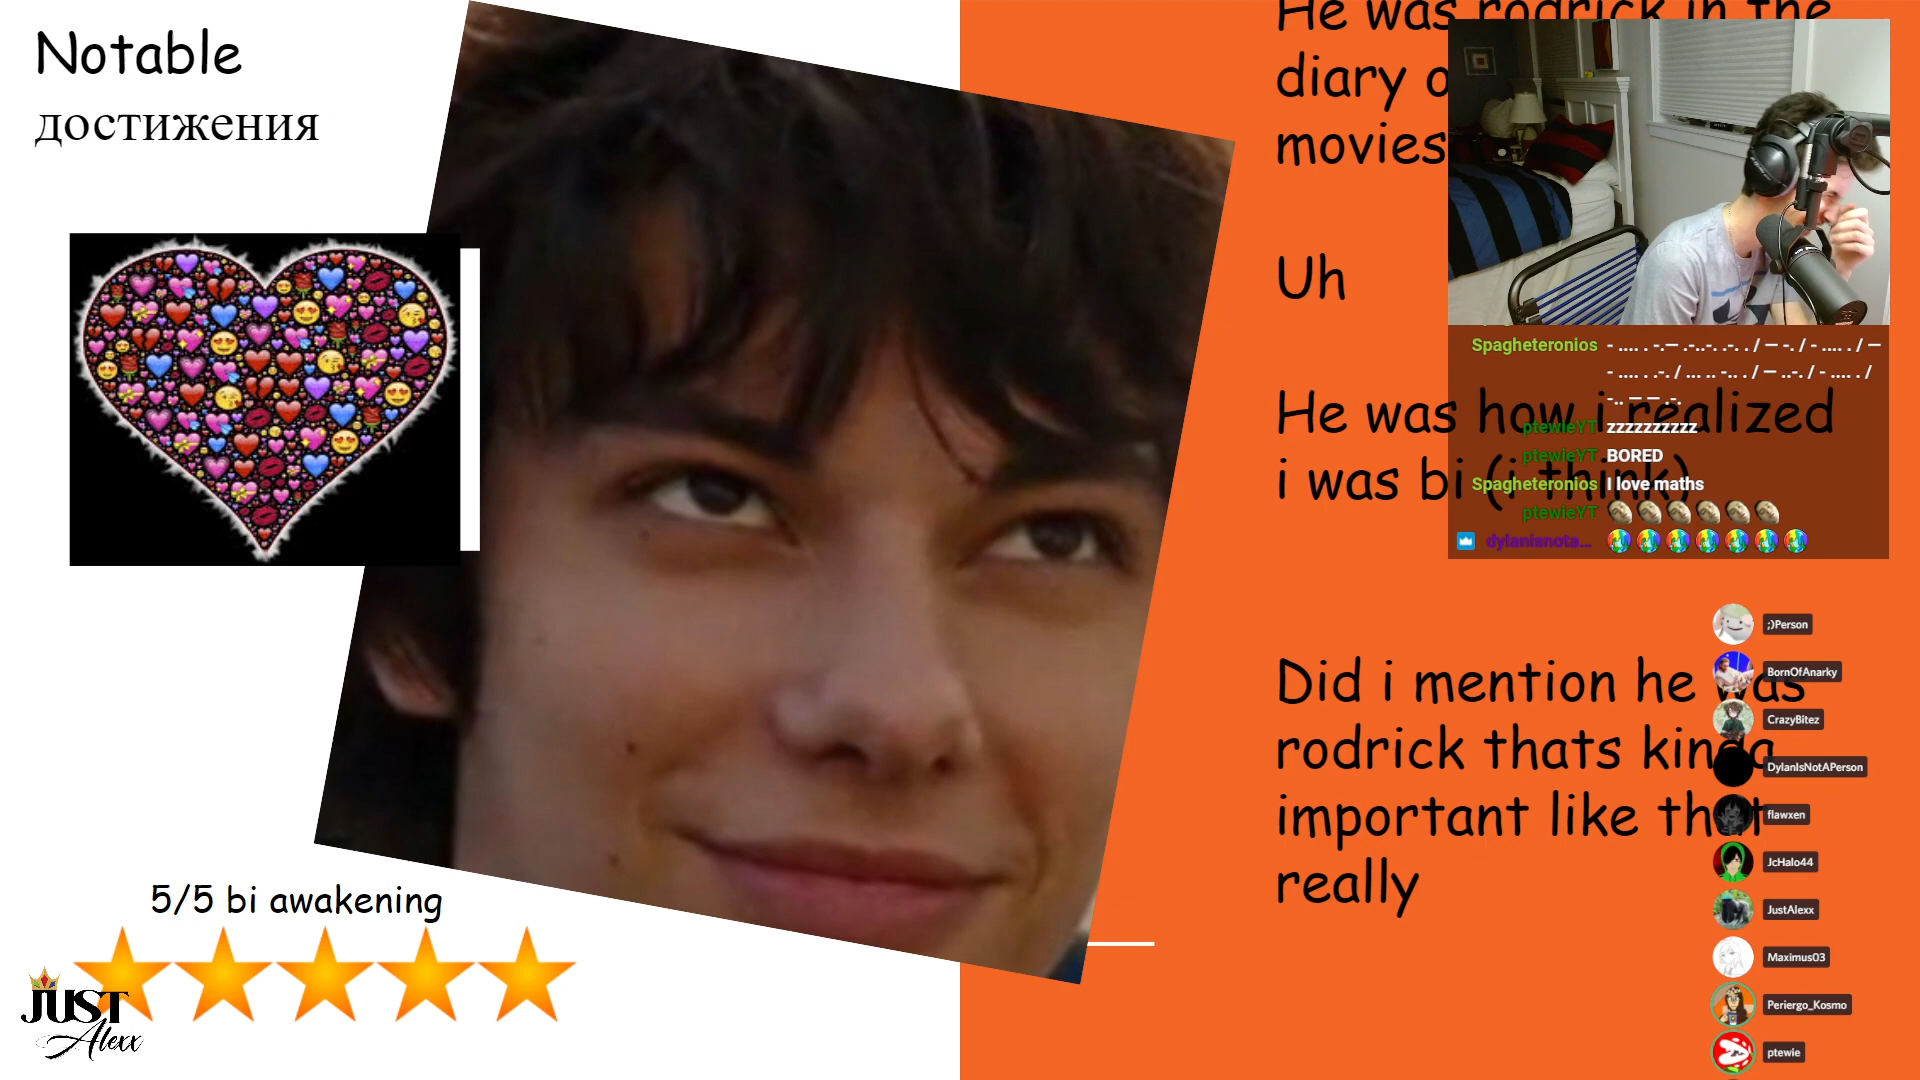 Notable
достижения
5/5 bi awakening
JUST
Alexx
He was rodrick in the
diary o
movies
Uh
He was how i realized
i was bi (i think)
Did i mention he was
rodrick thats kinda
important like that
really
Spagheteronios - .... . -.— .-..-. .-. . / — -. / - .... . / —
- .... . .-. / ... .. -.. . / — ..-. / - .... . /
-.. — — .-.
ptewieYT zzzzzzzzzz
ptewieYT BORED
Spagheteronios I love maths
ptewieYT
dylanisnota...
;)Person
BornOfAnarky
CrazyBitez
DylanIsNotAPerson
flawxen
JcHalo44
JustAlexx
Maximus03
Periergo_Kosmo
ptewie